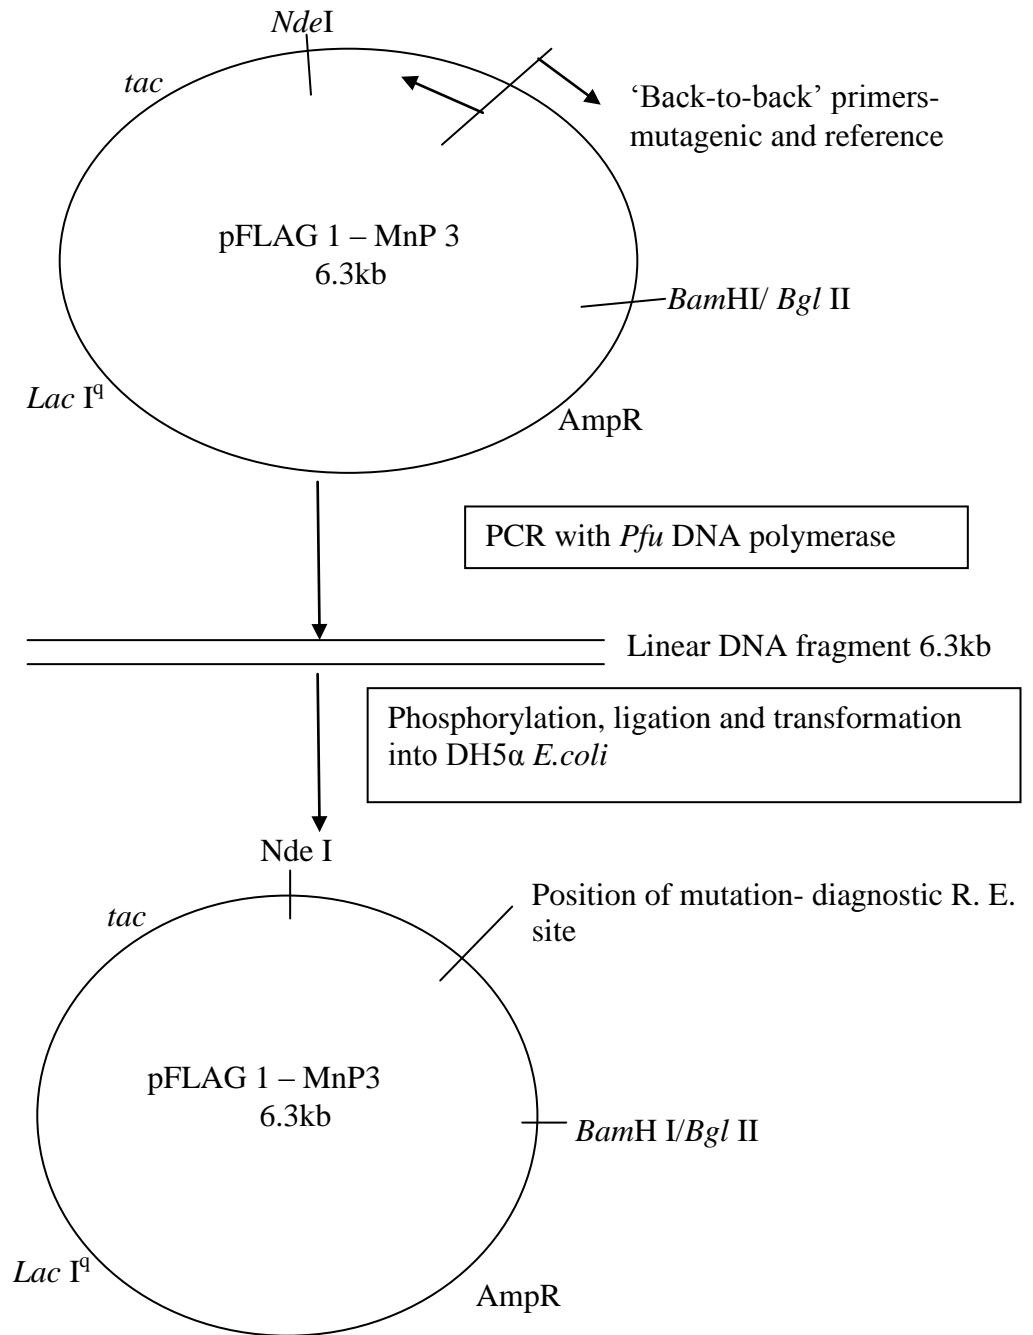 NdeI
tac
‘Back-to-back’ primers-
mutagenic and reference
pFLAG 1 – MnP 3
6.3kb
BamHI/ Bgl II
Lac Iq
AmpR
PCR with Pfu DNA polymerase
Linear DNA fragment 6.3kb
Phosphorylation, ligation and transformation
into DH5α E.coli
Nde I
Position of mutation- diagnostic R. E.
site
tac
pFLAG 1 – MnP3
6.3kb
BamH I/Bgl II
Lac Iq
AmpR